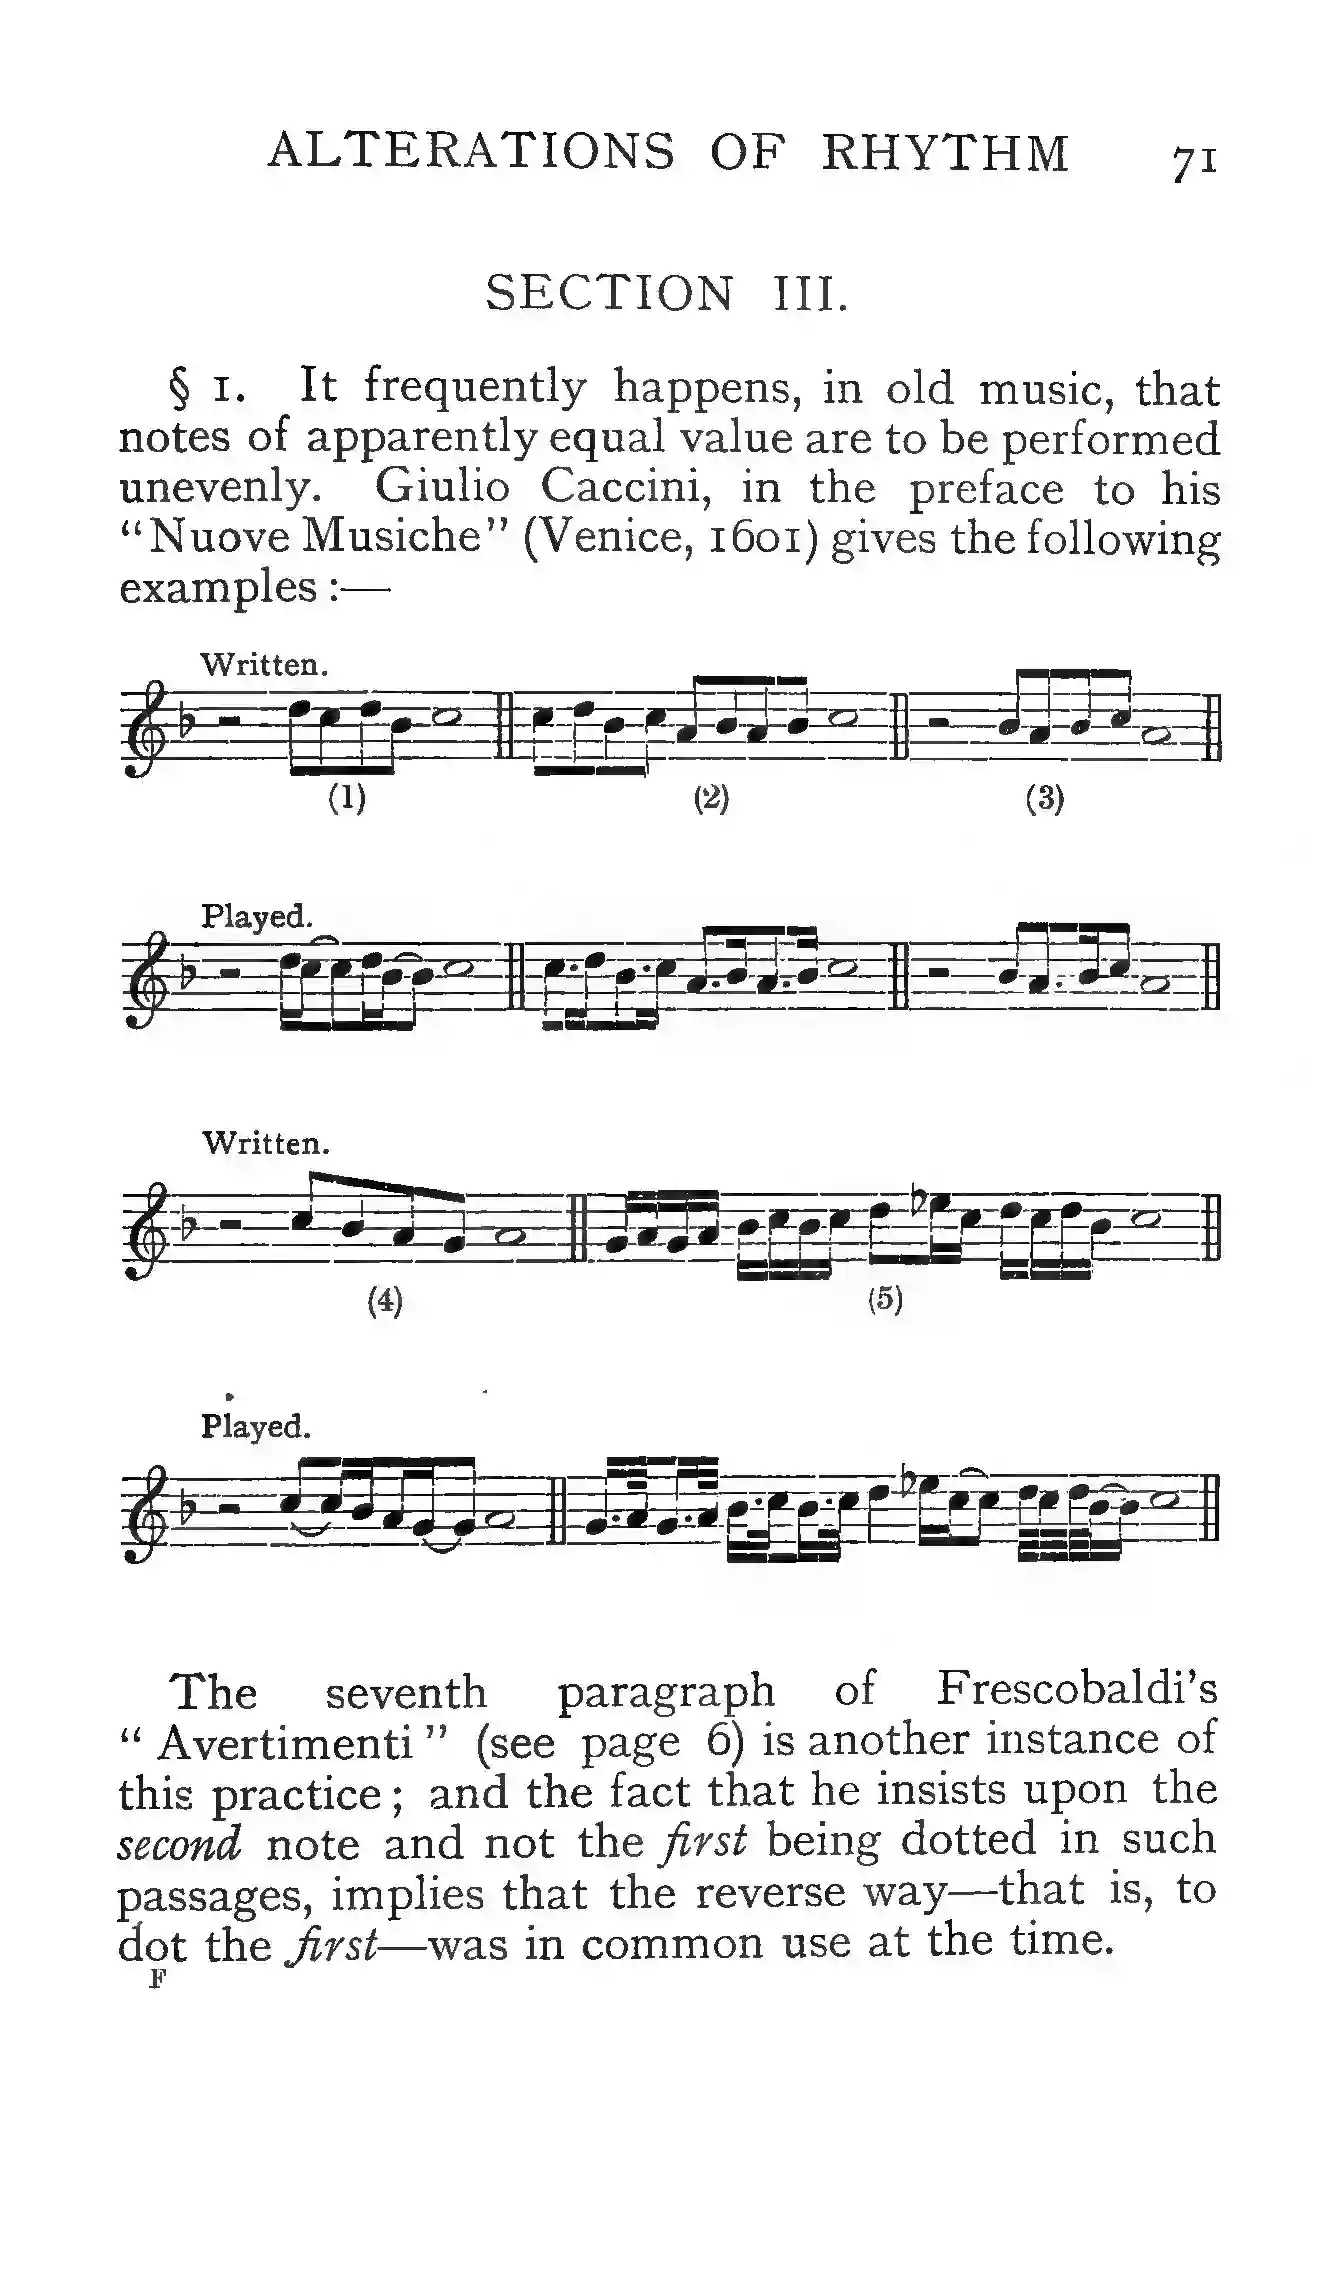 ALTERATIONS OF RHYTHM 71
SECTION III.
§ 1. It frequently happens, in old music, that
notes of apparently equal value are to be performed
unevenly. Giulio Caccini, in the preface to his
“Nuove Musiche” (Venice, 1601) gives the following
examples :—
Written.
(1) (2) (3)
Played.
Written.
(4) (5)
Played.
The seventh paragraph of Frescobaldi’s
“ Avertimenti ” (see page 6) is another instance of
this practice ; and the fact that he insists upon the
second note and not the first being dotted in such
passages, implies that the reverse way—that is, to
dot the first—was in common use at the time.
F